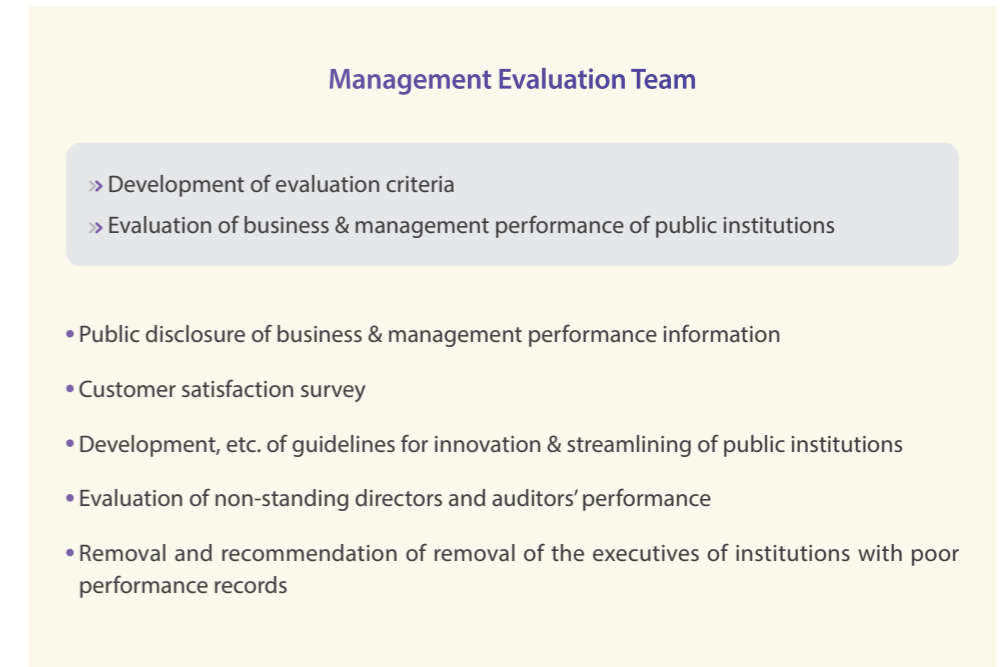 Management Evaluation Team
» Development of evaluation criteria
» Evaluation of business & management performance of public institutions
• Public disclosure of business & management performance information
• Customer satisfaction survey
• Development, etc. of guidelines for innovation & streamlining of public institutions
• Evaluation of non-standing directors and auditors’ performance
• Removal and recommendation of removal of the executives of institutions with poor
performance records